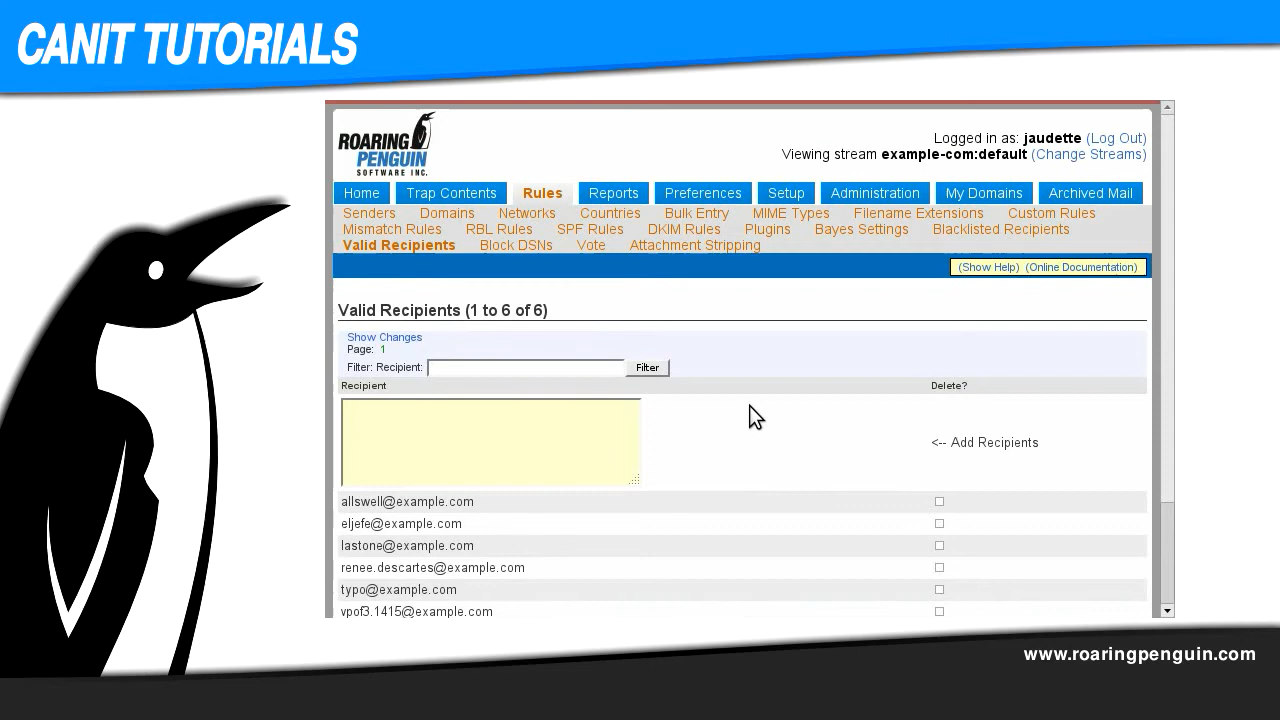 CANIT TUTORIALS
ROARING
PENGUIN
SOFTWARE INC.
Logged in as: jaudette (Log Out)
Viewing stream example-com:default (Change Streams)
Home Trap Contents Rules Reports Preferences Setup Administration My Domains Archived Mail
Senders Domains Networks Countries Bulk Entry MIME Types Filename Extensions Custom Rules
Mismatch Rules RBL Rules SPF Rules DKIM Rules Plugins Bayes Settings Blacklisted Recipients
Valid Recipients Block DSNs Vote Attachment Stripping
(Show Help) (Online Documentation)
Valid Recipients (1 to 6 of 6)
Show Changes
Page: 1
Filter: Recipient: Filter
Recipient Delete?
<-- Add Recipients
allswell@example.com
eljefe@example.com
lastone@example.com
renee.descartes@example.com
typo@example.com
vpof3.1415@example.com
www.roaringpenguin.com